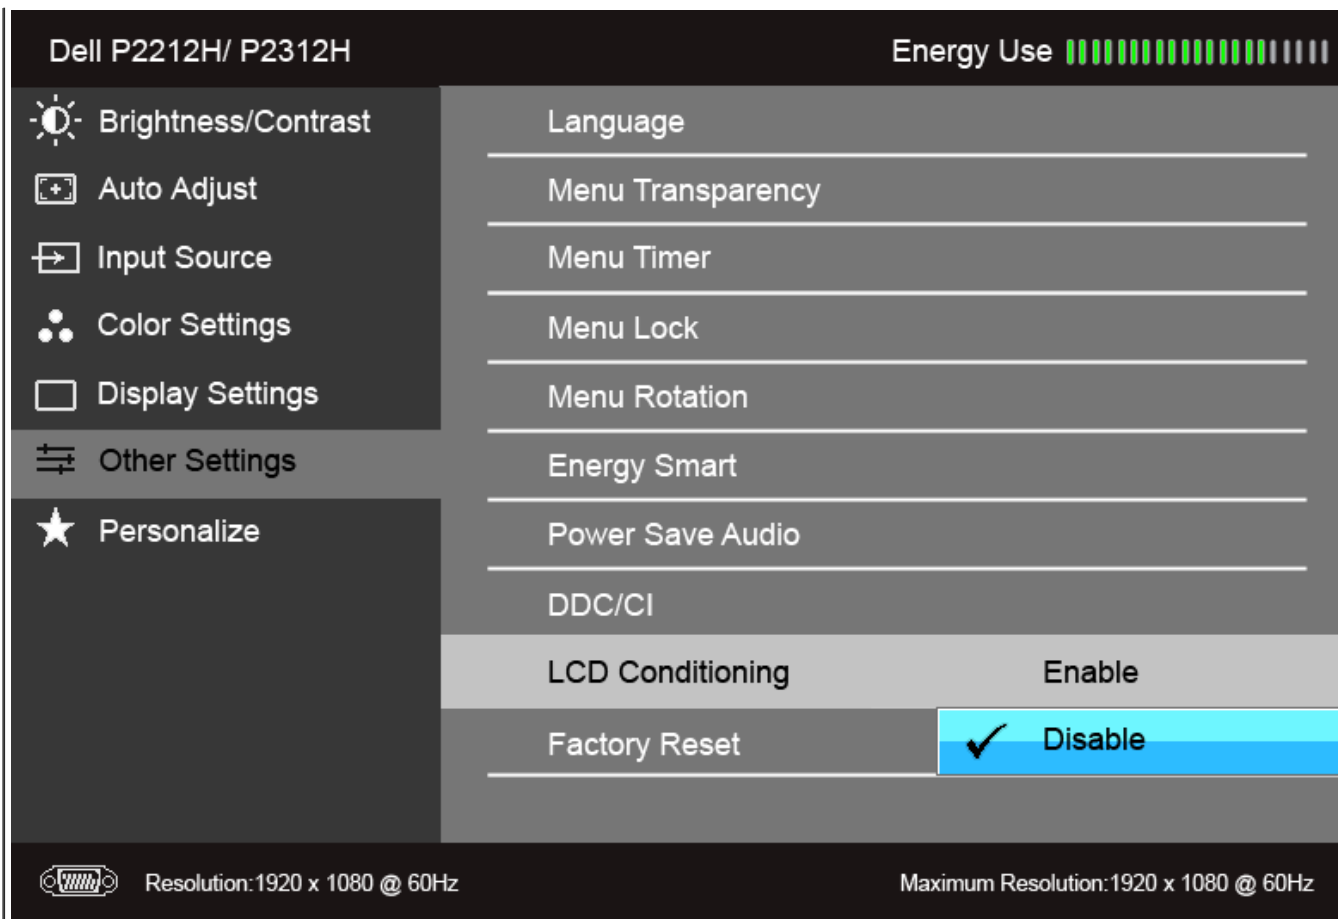 Dell P2212H/ P2312H
Energy Use
Brightness/Contrast
Auto Adjust
Input Source
Color Settings
Display Settings
Other Settings
Personalize
Language
Menu Transparency
Menu Timer
Menu Lock
Menu Rotation
Energy Smart
Power Save Audio
DDC/CI
LCD Conditioning
Enable
Factory Reset
Disable
Resolution:1920 x 1080 @ 60Hz
Maximum Resolution:1920 x 1080 @ 60Hz